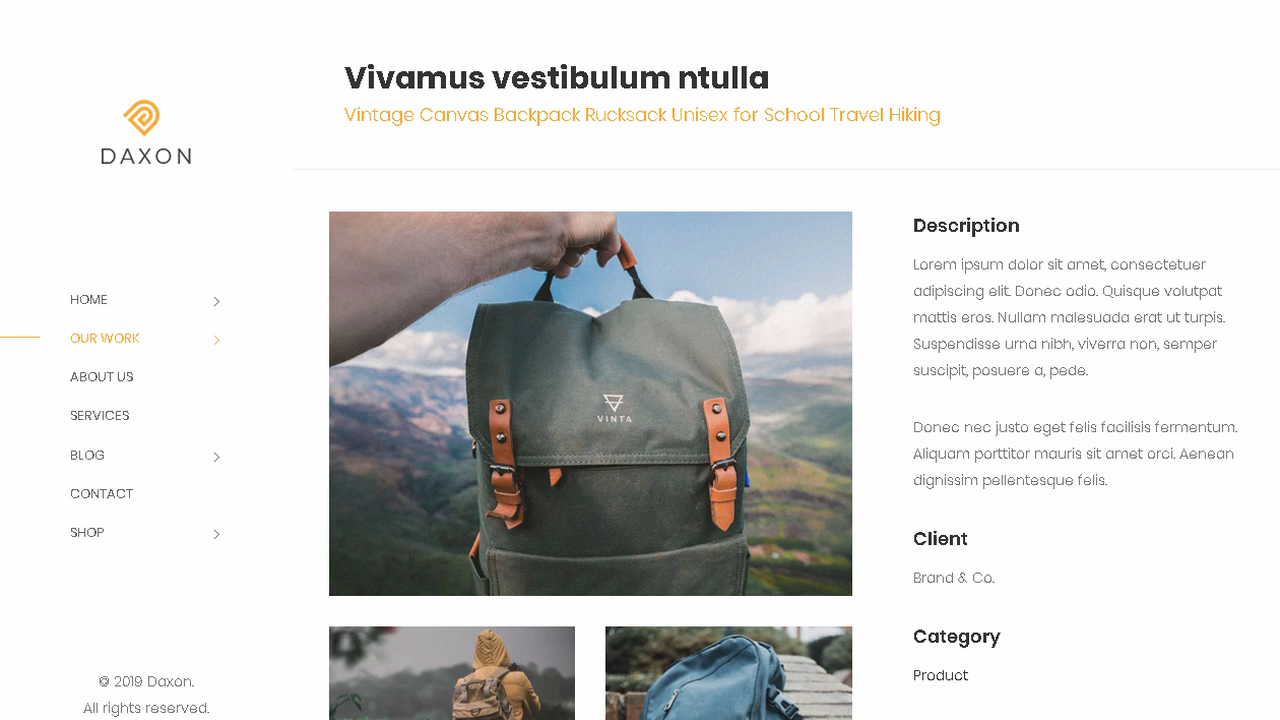 DAXON
HOME
OUR WORK
ABOUT US
SERVICES
BLOG
CONTACT
SHOP
© 2019 Daxon.
All rights reserved.
Vivamus vestibulum ntulla
Vintage Canvas Backpack Rucksack Unisex for School Travel Hiking
VINTA
Description
Lorem ipsum dolor sit amet, consectetuer
adipiscing elit. Donec odio. Quisque volutpat
mattis eros. Nullam malesuada erat ut turpis.
Suspendisse urna nibh, viverra non, semper
suscipit, posuere a, pede.
Donec nec justo eget felis facilisis fermentum.
Aliquam porttitor mauris sit amet orci. Aenean
dignissim pellentesque felis.
Client
Brand & Co.
Category
Product